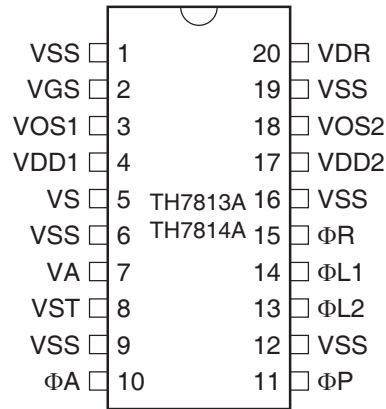 VSS 1 20 VDR
VGS 2 19 VSS
VOS1 3 18 VOS2
VDD1 4 17 VDD2
VS 5 TH7813A 16 VSS
VSS 6 TH7814A 15 ΦR
VA 7 14 ΦL1
VST 8 13 ΦL2
VSS 9 12 VSS
ΦA 10 11 ΦP